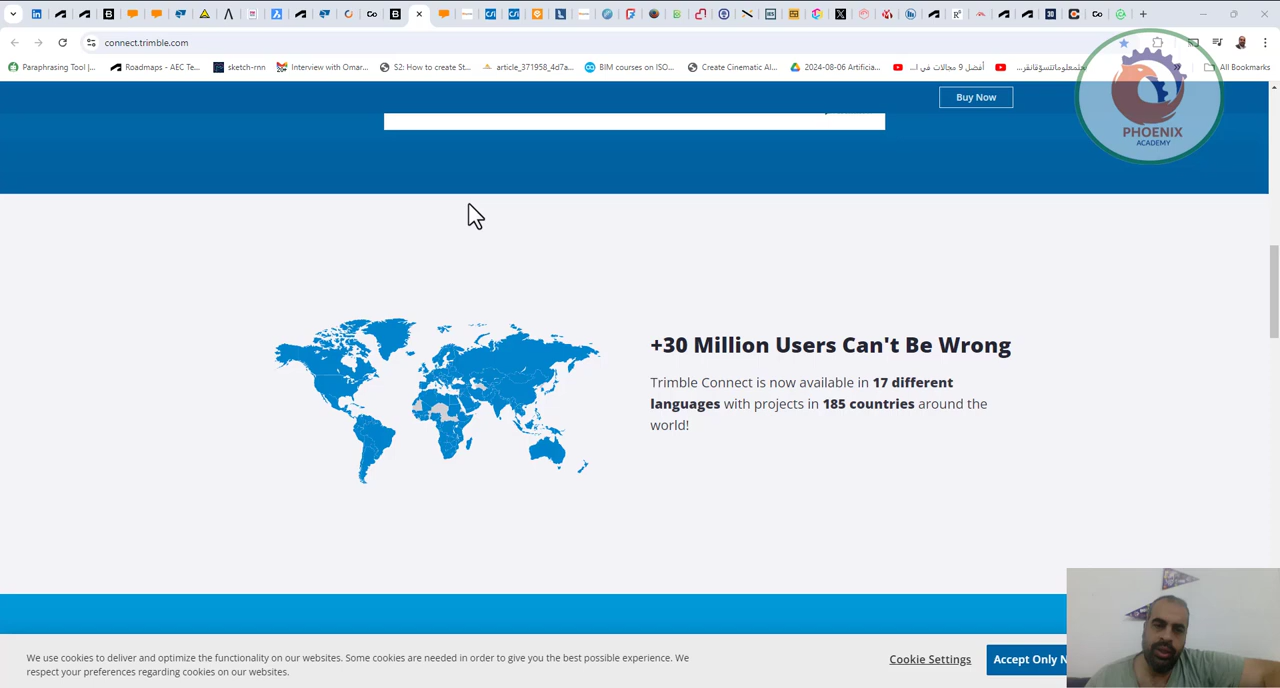 connect.trimble.com
Paraphrasing Tool |...
Roadmaps - AEC Te...
sketch-rnn
Interview with Omar...
S2: How to create St...
article_371958_4d7a...
BIM courses on ISO...
Create Cinematic AI...
2024-08-06 Artificia...
أفضل 9 مجالات في ا...
All Bookmarks
Buy Now
PHOENIX
ACADEMY
+30 Million Users Can't Be Wrong
Trimble Connect is now available in 17 different
languages with projects in 185 countries around the
world!
We use cookies to deliver and optimize the functionality on our websites. Some cookies are needed in order to give you the best possible experience. We
respect your preferences regarding cookies on our websites.
Cookie Settings
Accept Only N